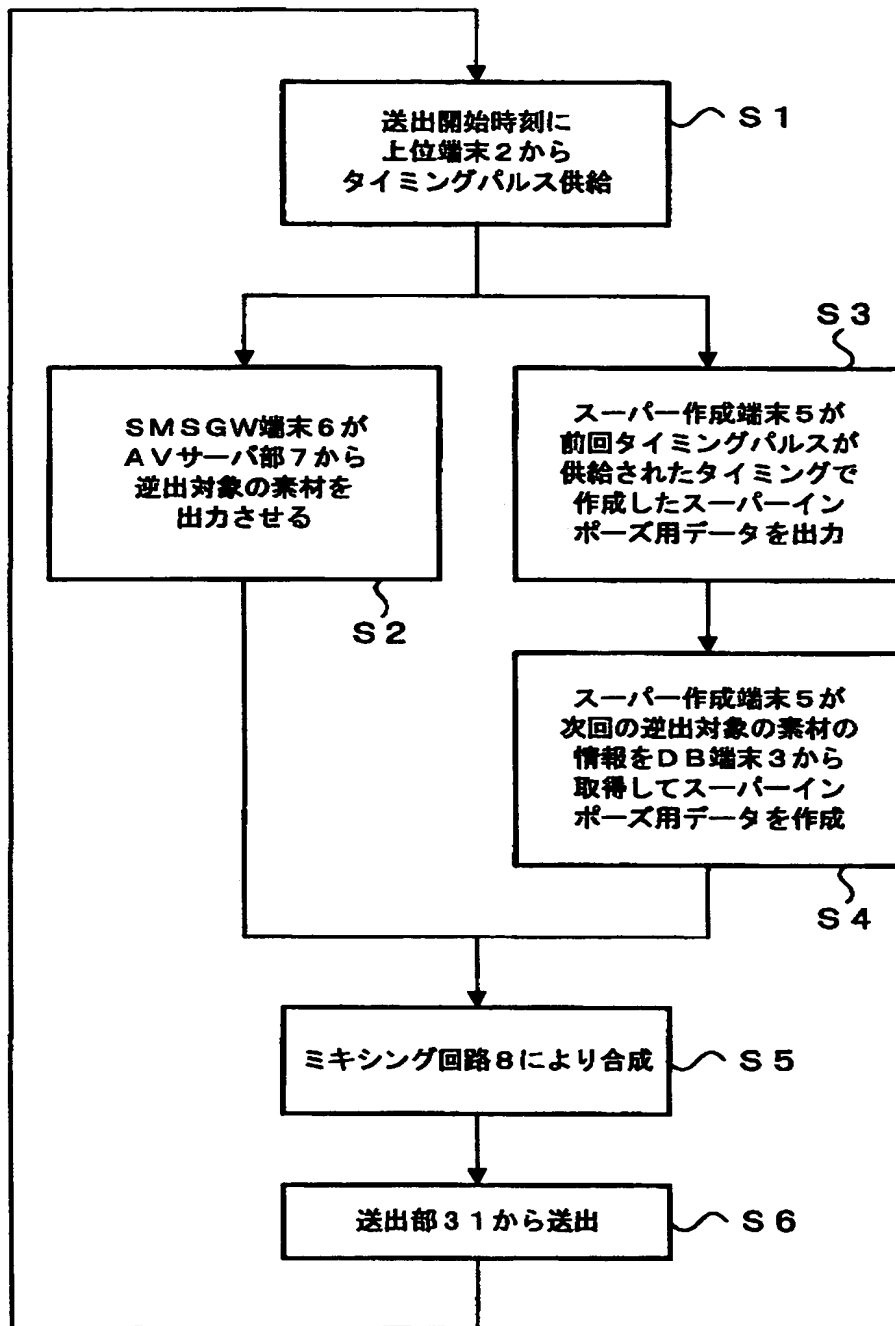 送出開始時刻に
上位端末２から
タイミングパルス供給
Ｓ１
ＳＭＳＧＷ端末６が
ＡＶサーバ部７から
逆出対象の素材を
出力させる
Ｓ２
Ｓ３
スーパー作成端末５が
前回タイミングパルスが
供給されたタイミングで
作成したスーパーイン
ポーズ用データを出力
スーパー作成端末５が
次回の逆出対象の素材の
情報をＤＢ端末３から
取得してスーパーイン
ポーズ用データを作成
Ｓ４
ミキシング回路８により合成
Ｓ５
送出部３１から送出
Ｓ６